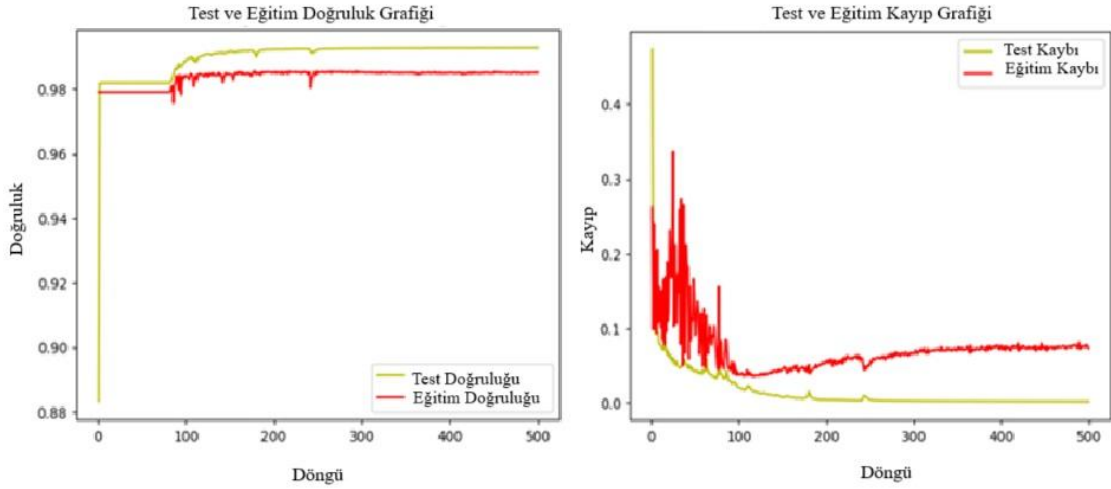 Test ve Eğitim Doğruluk Grafiği
0.98
0.96
0.94
0.92
0.90
0.88
Doğruluk
Test Doğruluğu
Eğitim Doğruluğu
0 100 200 300 400 500
Döngü
Test ve Eğitim Kayıp Grafiği
Test Kaybı
Eğitim Kaybı
0.4
0.3
0.2
0.1
0.0
Kayıp
0 100 200 300 400 500
Döngü